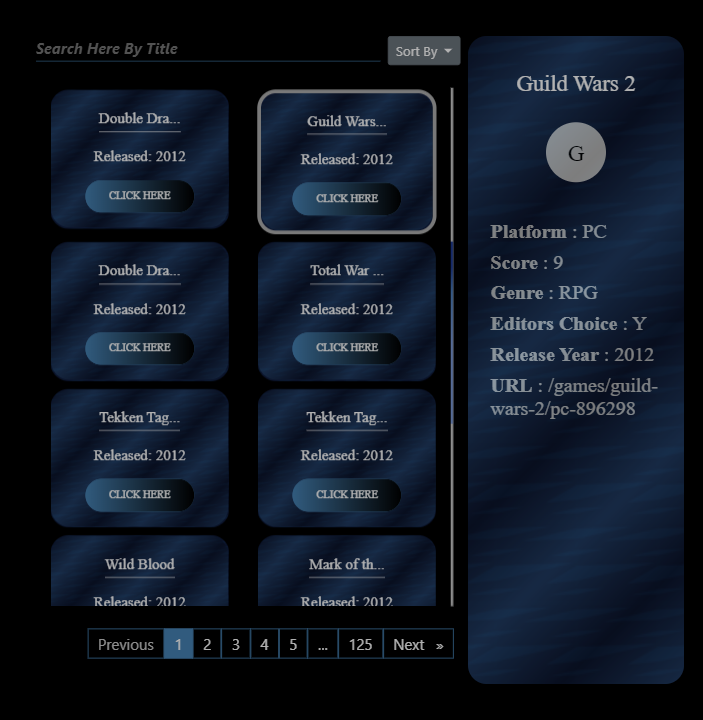 Search Here By Title
Sort By
Double Dra...
Released: 2012
CLICK HERE
Guild Wars...
Released: 2012
CLICK HERE
Double Dra...
Released: 2012
CLICK HERE
Total War ...
Released: 2012
CLICK HERE
Tekken Tag...
Released: 2012
CLICK HERE
Tekken Tag...
Released: 2012
CLICK HERE
Wild Blood
Released: 2012
Mark of th...
Released: 2012
Previous 1 2 3 4 5 ... 125 Next »
Guild Wars 2
G
Platform : PC
Score : 9
Genre : RPG
Editors Choice : Y
Release Year : 2012
URL : /games/guild-
wars-2/pc-896298